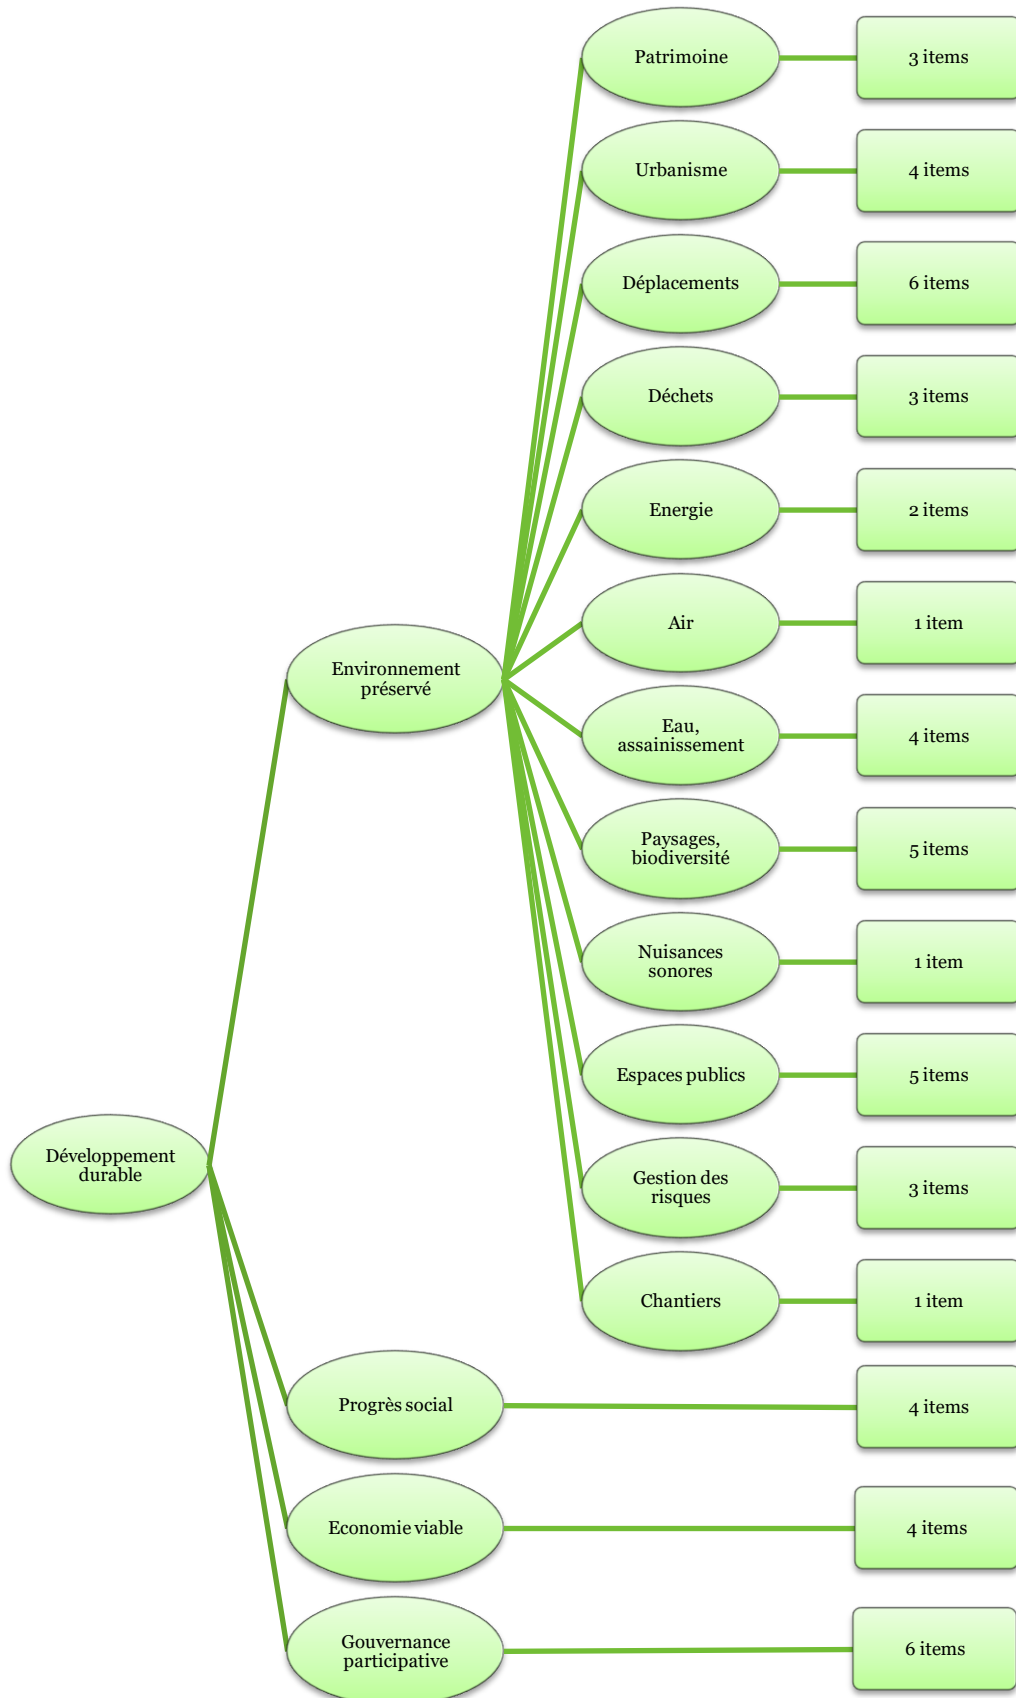 Patrimoine
3 items
Urbanisme
4 items
Déplacements
6 items
Déchets
3 items
Energie
2 items
Air
1 item
Environnement
préservé
Eau,
assainissement
4 items
Paysages,
biodiversité
5 items
Nuisances
sonores
1 item
Espaces publics
5 items
Développement
durable
Gestion des
risques
3 items
Chantiers
1 item
Progrès social
4 items
Economie viable
4 items
Gouvernance
participative
6 items